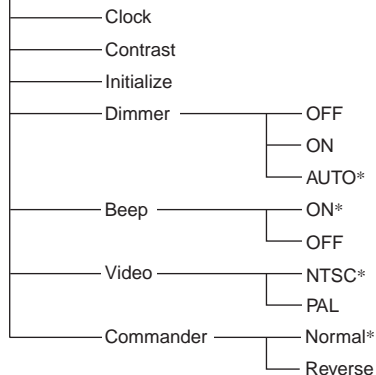 Clock
Contrast
Initialize
Dimmer OFF
ON
AUTO*
Beep ON*
OFF
Video NTSC*
PAL
Commander Normal*
Reverse